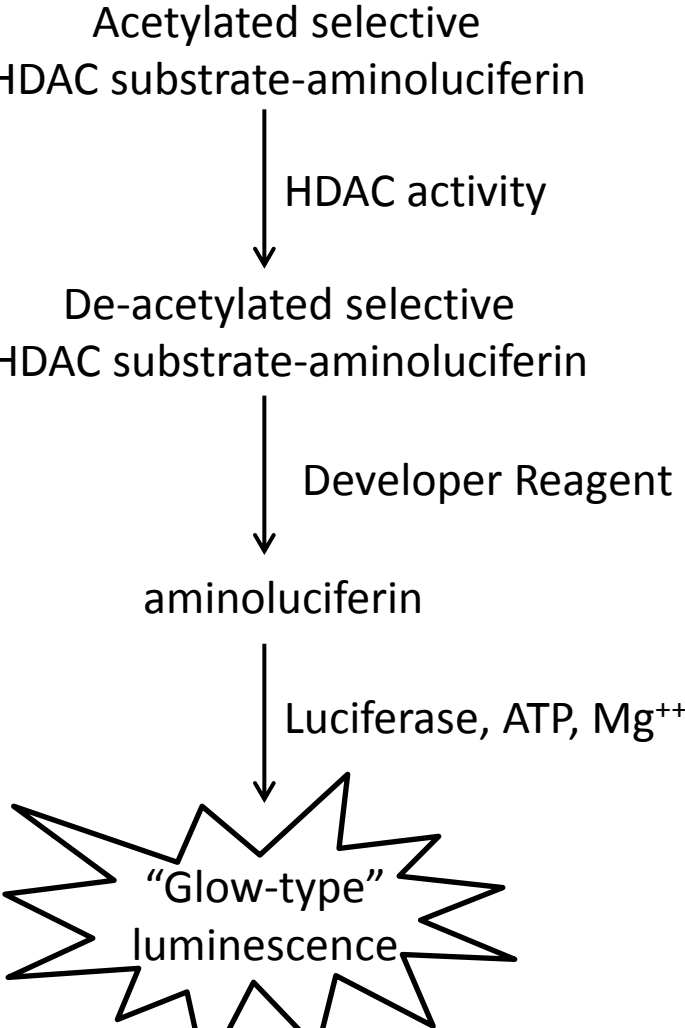 Acetylated selective
HDAC substrate-aminoluciferin
HDAC activity
De-acetylated selective
HDAC substrate-aminoluciferin
Developer Reagent
aminoluciferin
Luciferase, ATP, Mg⁺⁺
“Glow-type”
luminescence